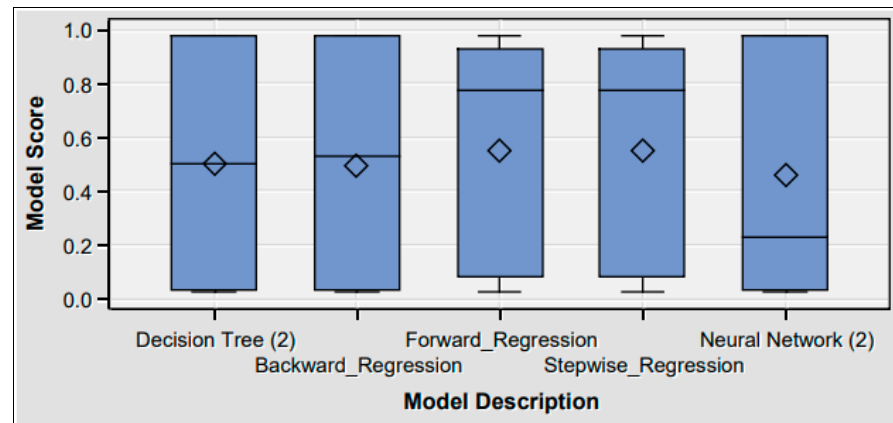 Model Score
1.0
0.8
0.6
0.4
0.2
0.0
Decision Tree (2)
Backward_Regression
Forward_Regression
Stepwise_Regression
Neural Network (2)
Model Description